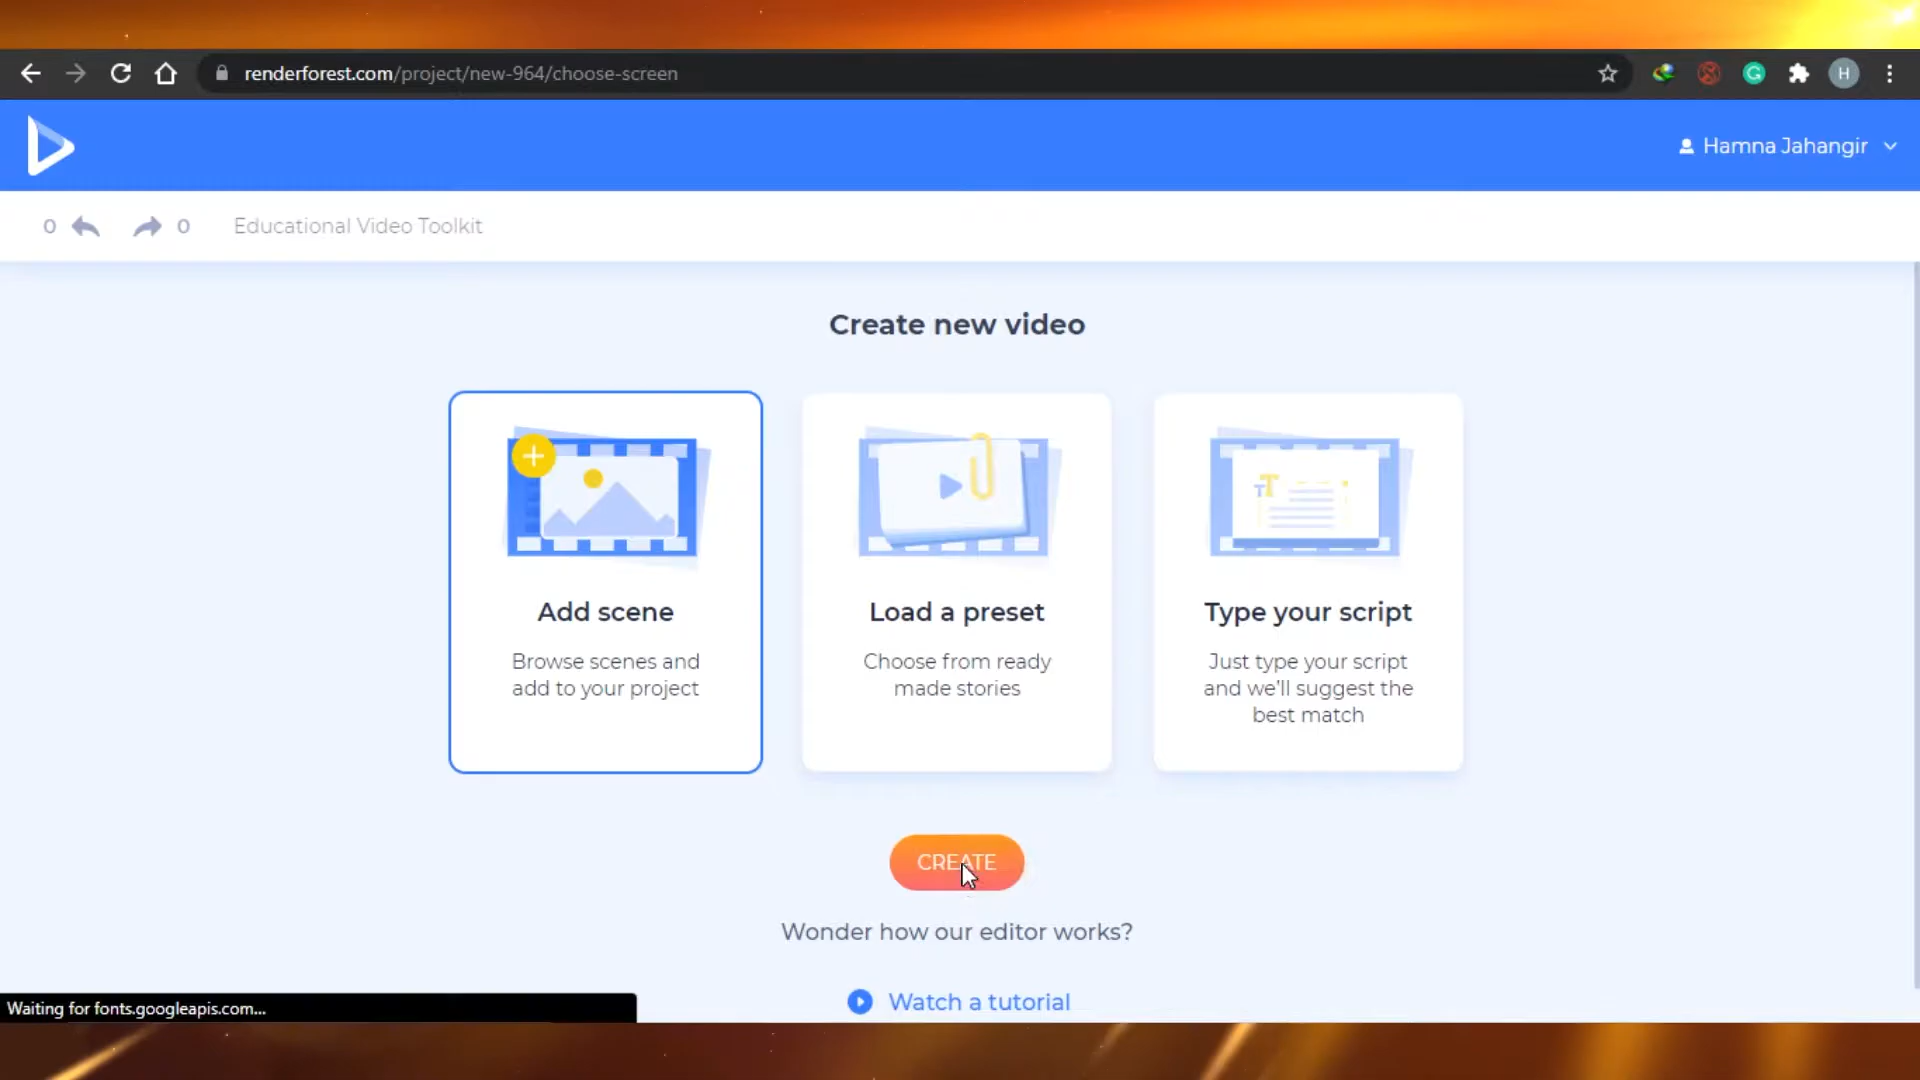 renderforest.com/project/new-964/choose-screen
H
Hamna Jahangir
0
0
Educational Video Toolkit
Create new video
Add scene
Browse scenes and
add to your project
Load a preset
Choose from ready
made stories
Type your script
Just type your script
and we'll suggest the
best match
CREATE
Wonder how our editor works?
Watch a tutorial
Waiting for fonts.googleapis.com...